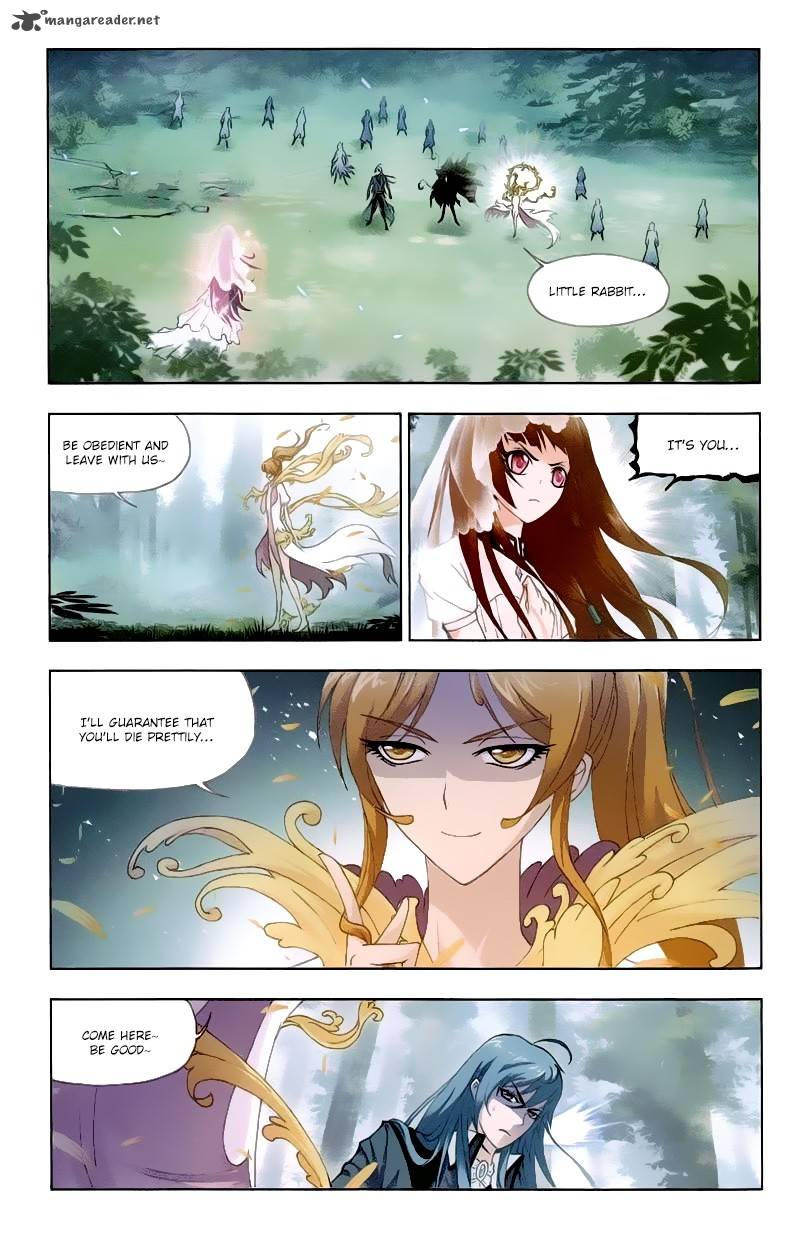 mangareader.net
LITTLE RABBIT...
BE OBEDIENT AND
LEAVE WITH US~
IT'S YOU...
I'LL GUARANTEE THAT
YOU'LL DIE PRETTILY...
COME HERE~
BE GOOD~